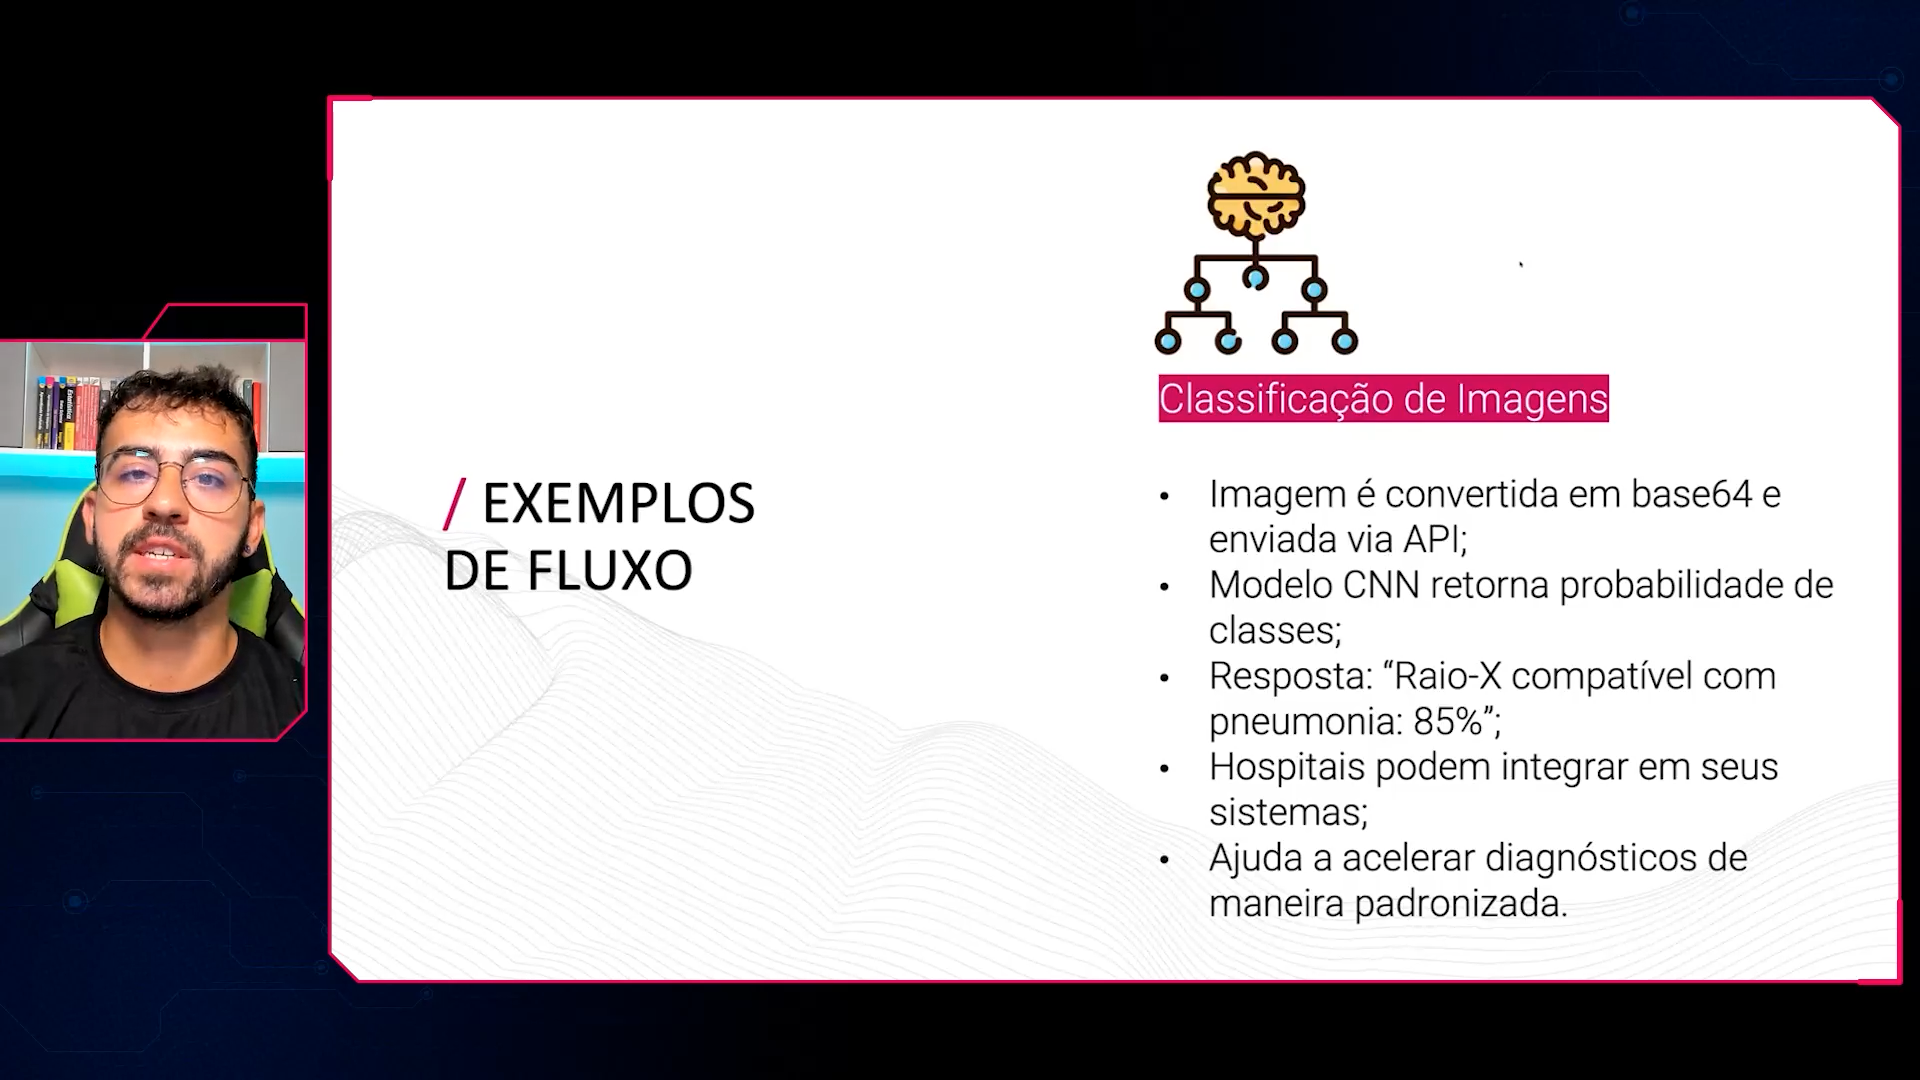 / EXEMPLOS
DE FLUXO
Classificação de Imagens
• Imagem é convertida em base64 e
enviada via API;
• Modelo CNN retorna probabilidade de
classes;
• Resposta: “Raio-X compatível com
pneumonia: 85%”;
• Hospitais podem integrar em seus
sistemas;
• Ajuda a acelerar diagnósticos de
maneira padronizada.
Estatística